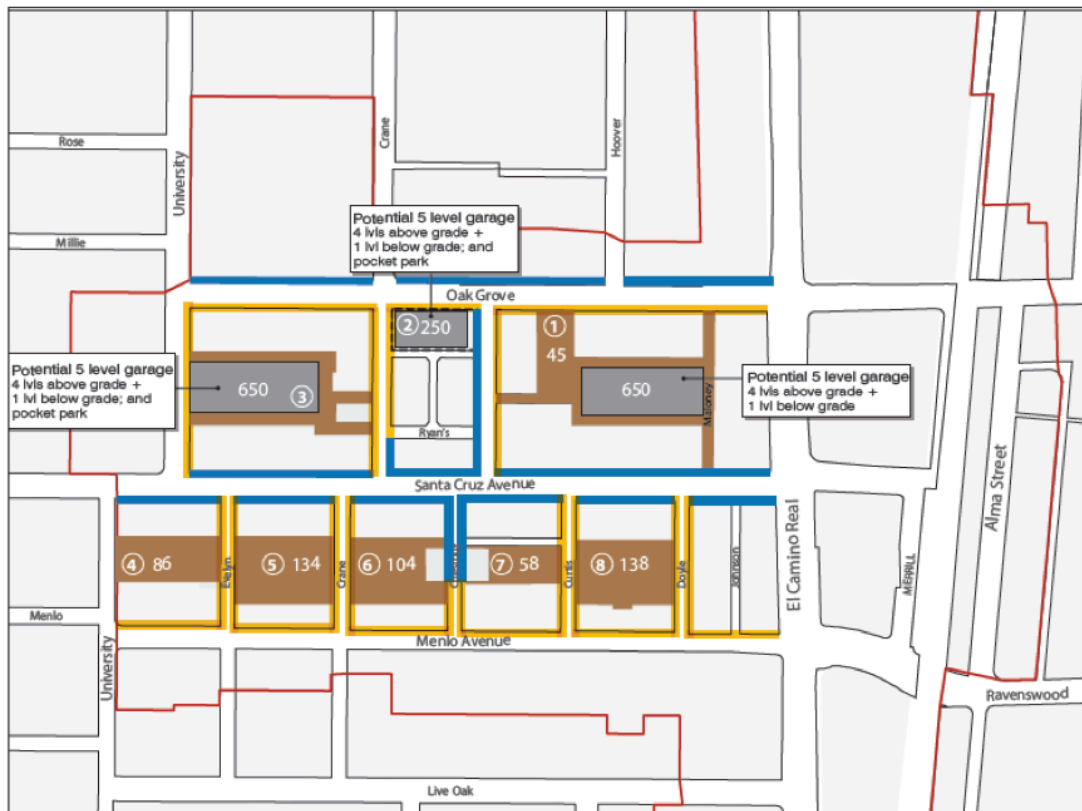 Rose
University
Crane
Hoover
Millie
Potential 5 level garage
4 lvls above grade +
1 lvl below grade; and
pocket park
Oak Grove
② 250
①
45
Potential 5 level garage
4 lvls above grade +
1 lvl below grade; and
pocket park
650 ③
650
Maloney
Potential 5 level garage
4 lvls above grade +
1 lvl below grade
Ryan's
Santa Cruz Avenue
Alma Street
El Camino Real
MERRILL
④ 86
Evelyn
⑤ 134
Crane
⑥ 104
⑦ 58
Curtis
⑧ 138
Doyle
Johnson
Menlo
Menlo Avenue
University
Ravenswood
Live Oak